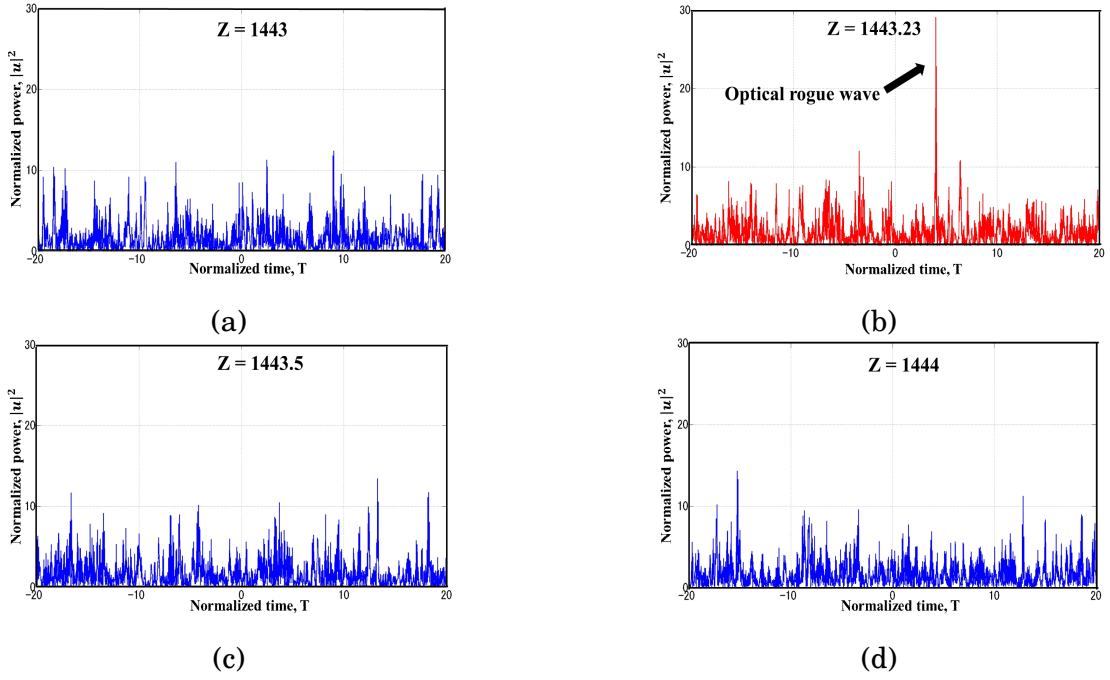 Z = 1443
Normalized power, |u|²
30
20
10
0
−20
−10
0
10
20
Normalized time, T
(a)
Z = 1443.23
Optical rogue wave
Normalized power, |u|²
30
20
10
0
−20
−10
0
10
20
Normalized time, T
(b)
Z = 1443.5
Normalized power, |u|²
30
20
10
0
−20
−10
0
10
20
Normalized time, T
(c)
Z = 1444
Normalized power, |u|²
30
20
10
0
−20
−10
0
10
20
Normalized time, T
(d)